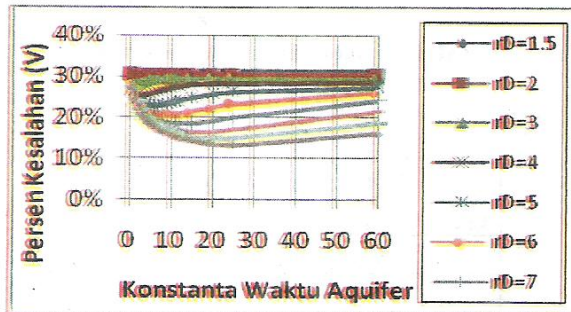 Persen Kesalahan (V)
40%
30%
20%
10%
0%
0
10
20
30
40
50
60
Konstanta Waktu Aquifer
rD=1.5
rD=2
rD=3
rD=4
rD=5
rD=6
rD=7